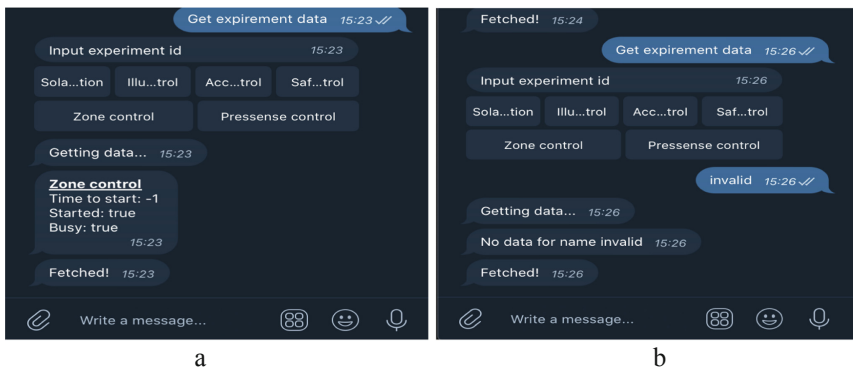 Get expirement data 15:23
Input experiment id 15:23
Sola...tion Illu...trol Acc...trol Saf...trol
Zone control Pressense control
Getting data... 15:23
Zone control
Time to start: -1
Started: true
Busy: true
15:23
Fetched! 15:23
Write a message...
a
Fetched! 15:24
Get expirement data 15:26
Input experiment id 15:26
Sola...tion Illu...trol Acc...trol Saf...trol
Zone control Pressense control
invalid 15:26
Getting data... 15:26
No data for name invalid 15:26
Fetched! 15:26
Write a message...
b